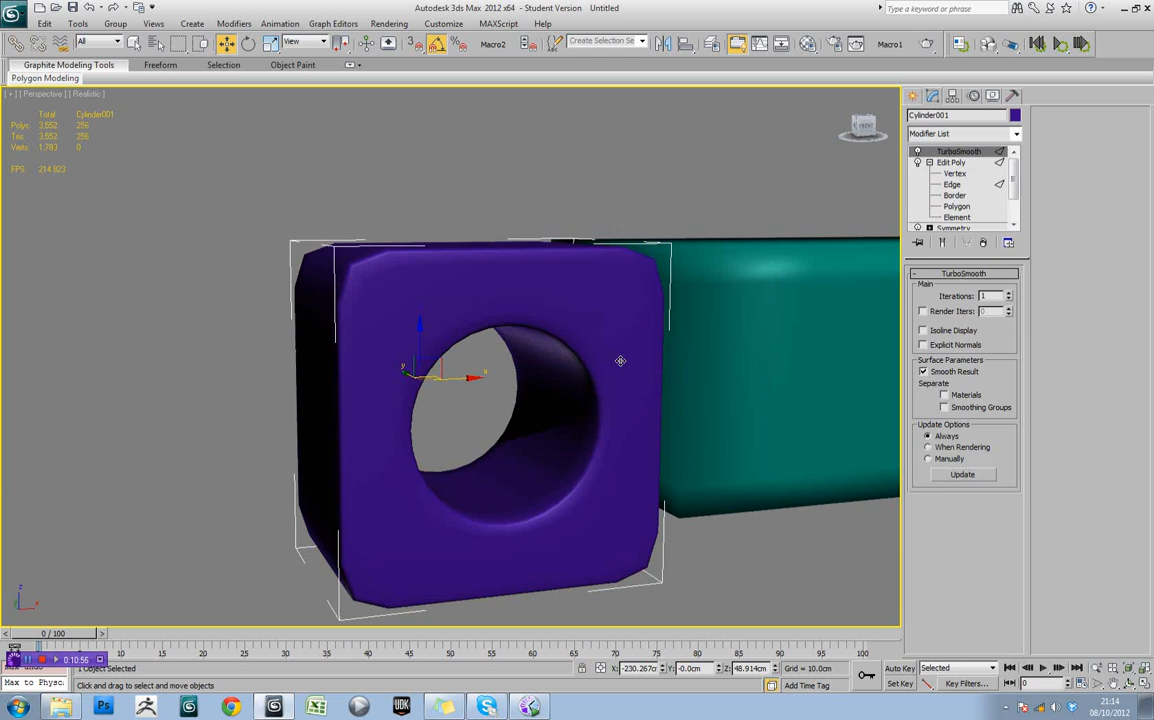 Autodesk 3ds Max 2012 x64 - Student Version Untitled
Type a keyword or phrase
Edit Tools Group Views Create Modifiers Animation Graph Editors Rendering Customize MAXScript Help
All View Macro2 Create Selection Se Macro1
Graphite Modeling Tools Freeform Selection Object Paint
Polygon Modeling
[ + ] [ Perspective ] [ Realistic ]
Total Cylinder001
Polys: 3,552 256
Tris: 3,552 256
Verts: 1,783 0
FPS: 214.823
FRONT
x
y
z
x
Cylinder001
Modifier List
TurboSmooth
Edit Poly
Vertex
Edge
Border
Polygon
Element
Symmetry
- TurboSmooth
Main
Iterations: 1
Render Iters: 0
Isoline Display
Explicit Normals
Surface Parameters
Smooth Result
Separate
Materials
Smoothing Groups
Update Options
Always
When Rendering
Manually
Update
0 / 100
10 15 20 25 30 35 40 45 50 55 60 65 70 75 80 85 90 95 100
0:10:56
1 Object Selected
X: -230.267cm Y: -0.0cm Z: 48.914cm Grid = 10.0cm
Auto Key Selected
Max to Physc.
Click and drag to select and move objects
Add Time Tag
Set Key Key Filters... 0
Ps
UDK
21:14
08/10/2012